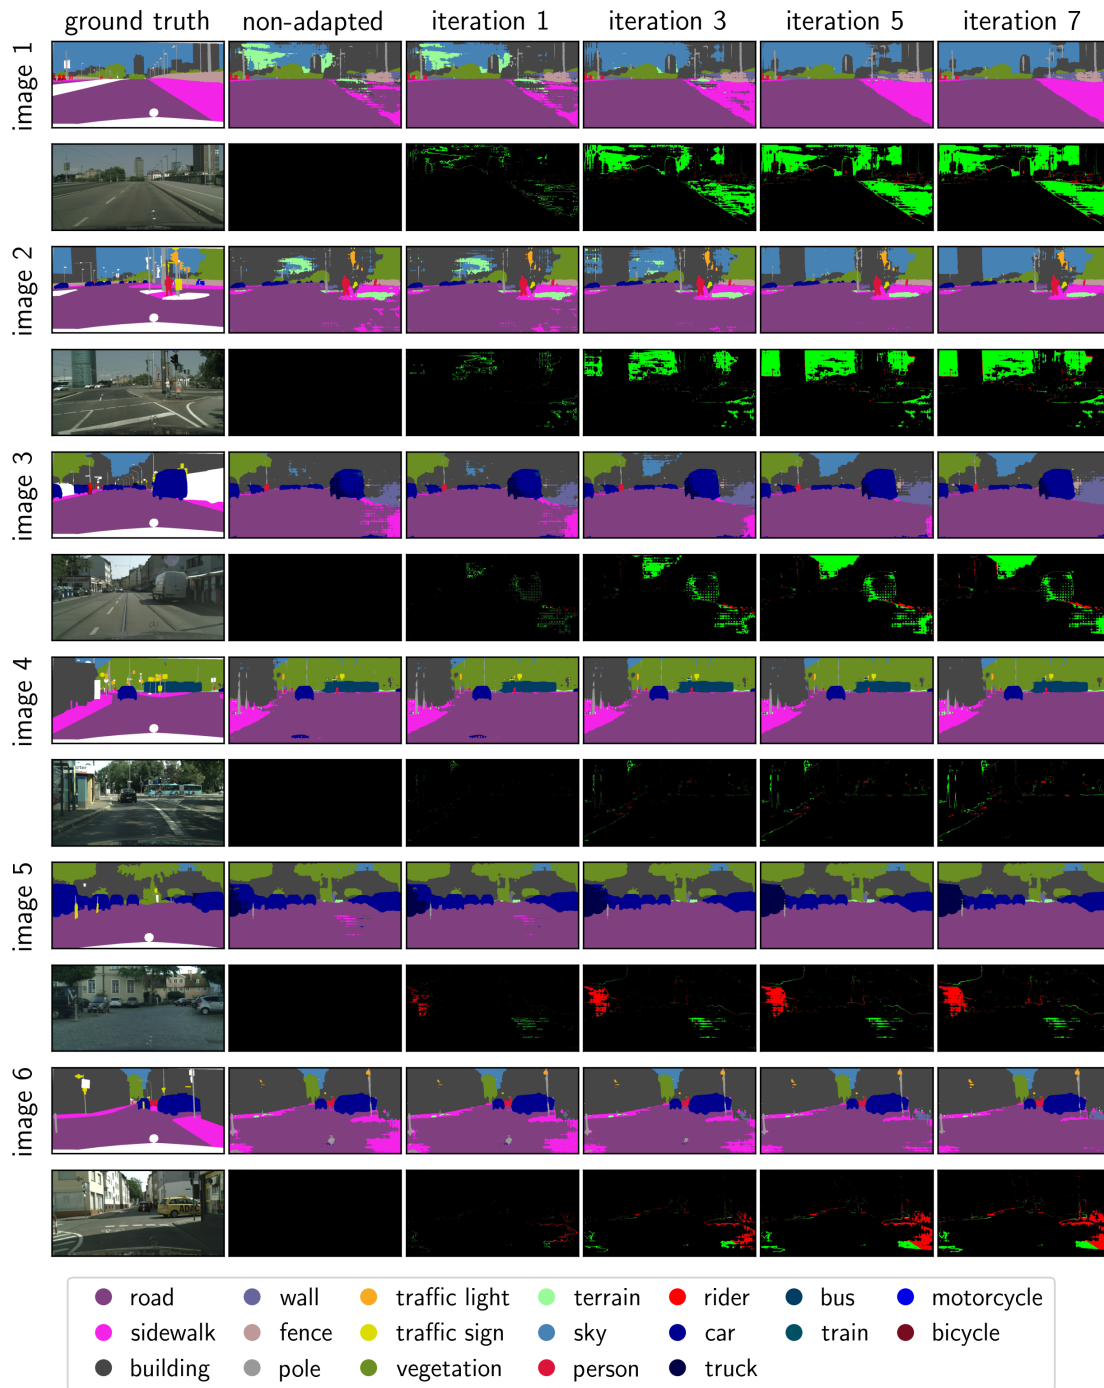 ground truth non-adapted iteration 1 iteration 3 iteration 5 iteration 7
image 1
image 2
image 3
image 4
image 5
image 6
road wall traffic light terrain rider bus motorcycle
sidewalk fence traffic sign sky car train bicycle
building pole vegetation person truck